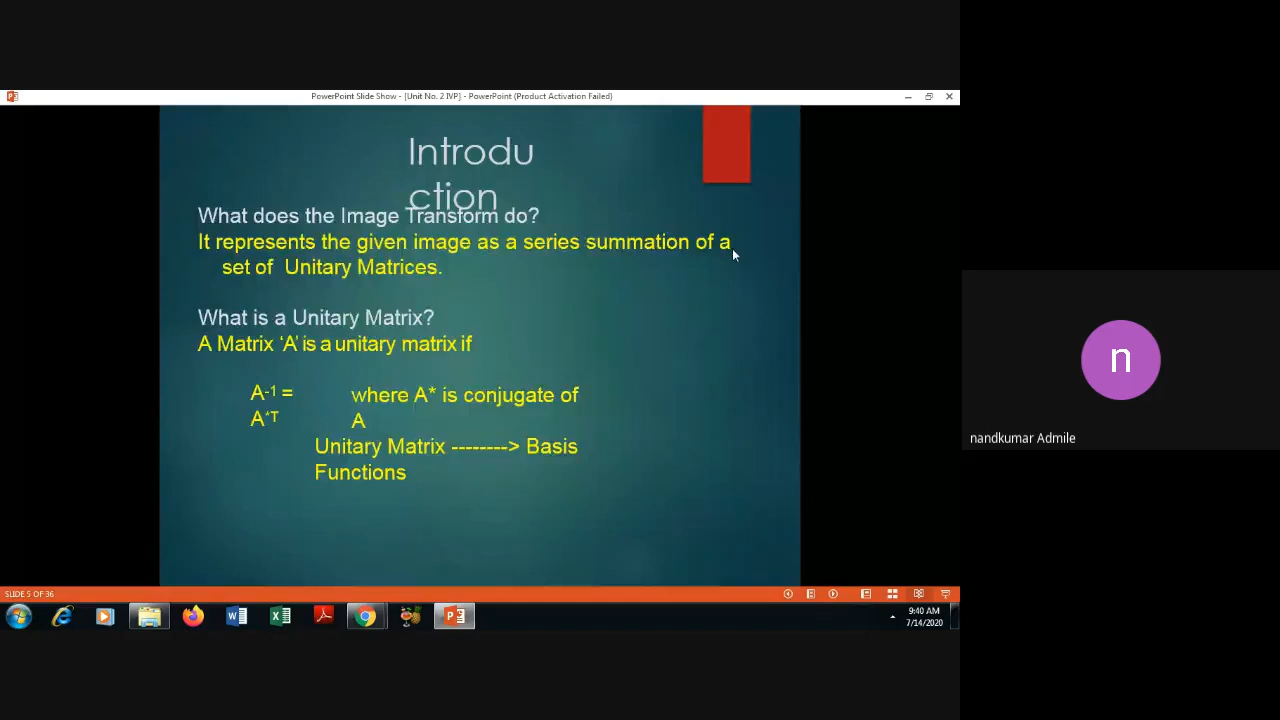 PowerPoint Slide Show - [Unit No. 2 IVP] - PowerPoint (Product Activation Failed)
Introdu
ction
What does the Image Transform do?
It represents the given image as a series summation of a
set of Unitary Matrices.
What is a Unitary Matrix?
A Matrix ‘A’ is a unitary matrix if
A-1 =
A*T
where A* is conjugate of
A
Unitary Matrix --------> Basis
Functions
n
nandkumar Admile
SLIDE 5 OF 36
9:40 AM
7/14/2020